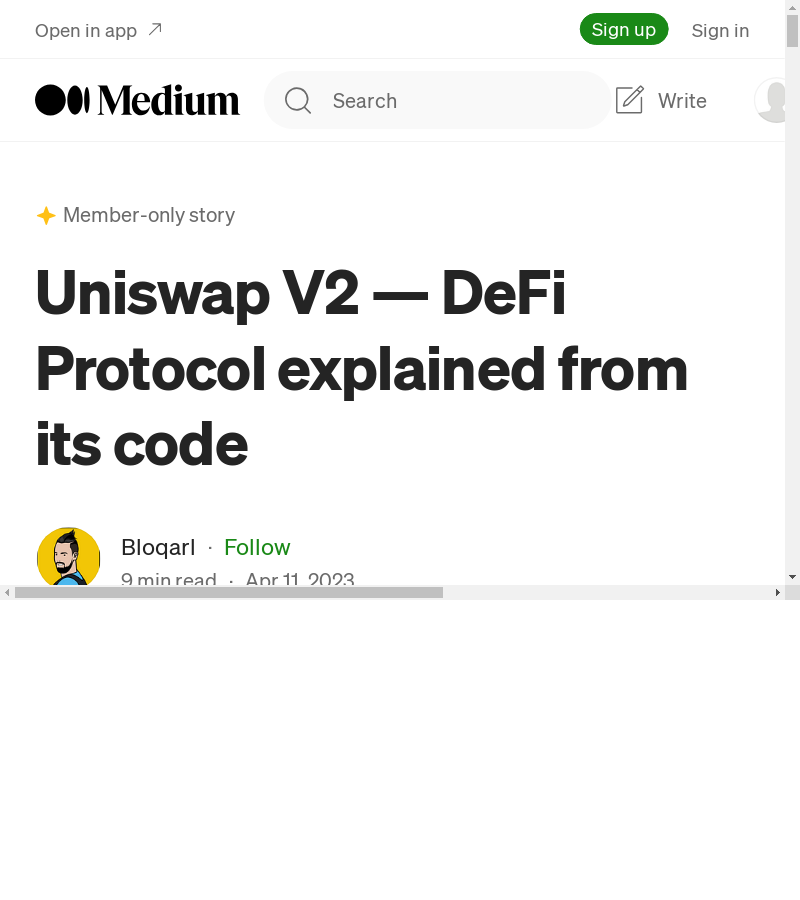 Open in app
Sign up
Sign in
Medium
Search
Write
Member-only story
Uniswap V2 — DeFi
Protocol explained from
its code
Bloqarl · Follow
9 min read · Apr 11, 2023